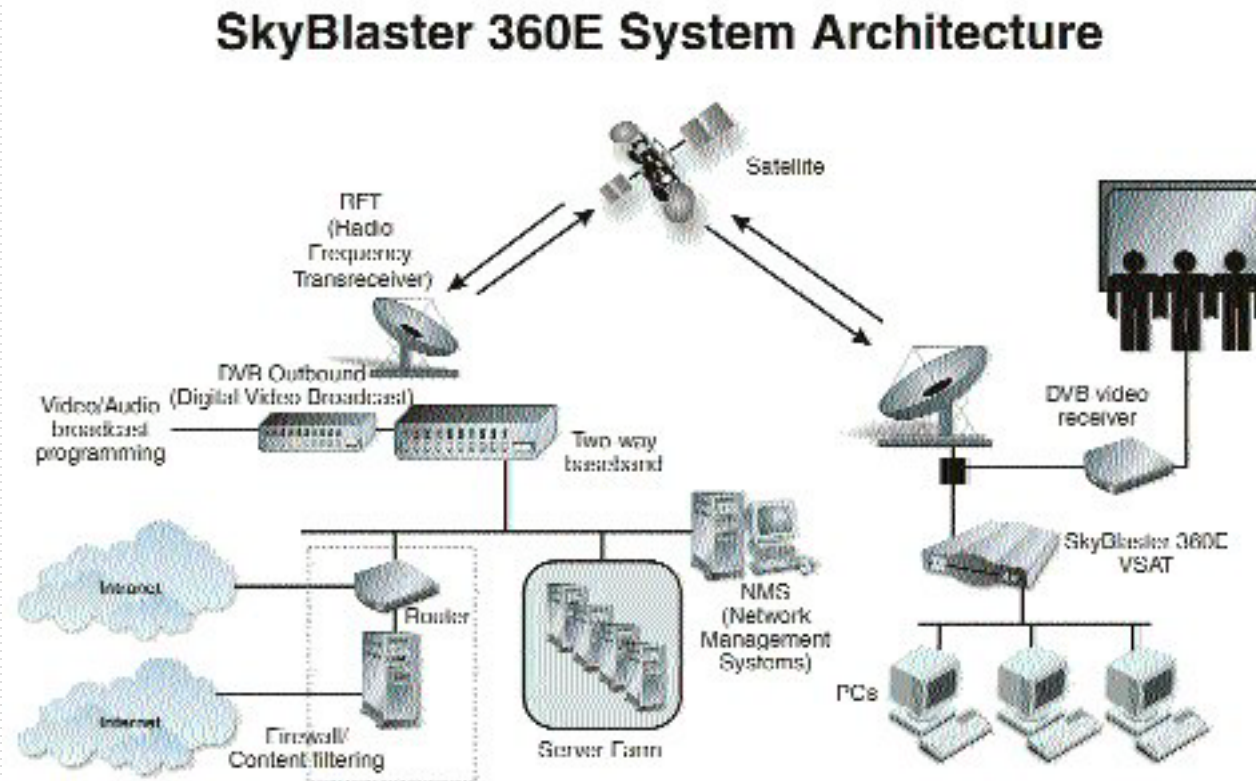 SkyBlaster 360E System Architecture
Satellite
RFT
(Radio
Frequency
Transreceiver)
DVB Outbound
(Digital Video Broadcast)
Video/Audio
broadcast
programming
Two way
baseband
DVB video
receiver
SkyBlaster 360E
VSAT
Intranet
Router
NMS
(Network
Management
Systems)
PCs
Internet
Firewall/
Content filtering
Server Farm